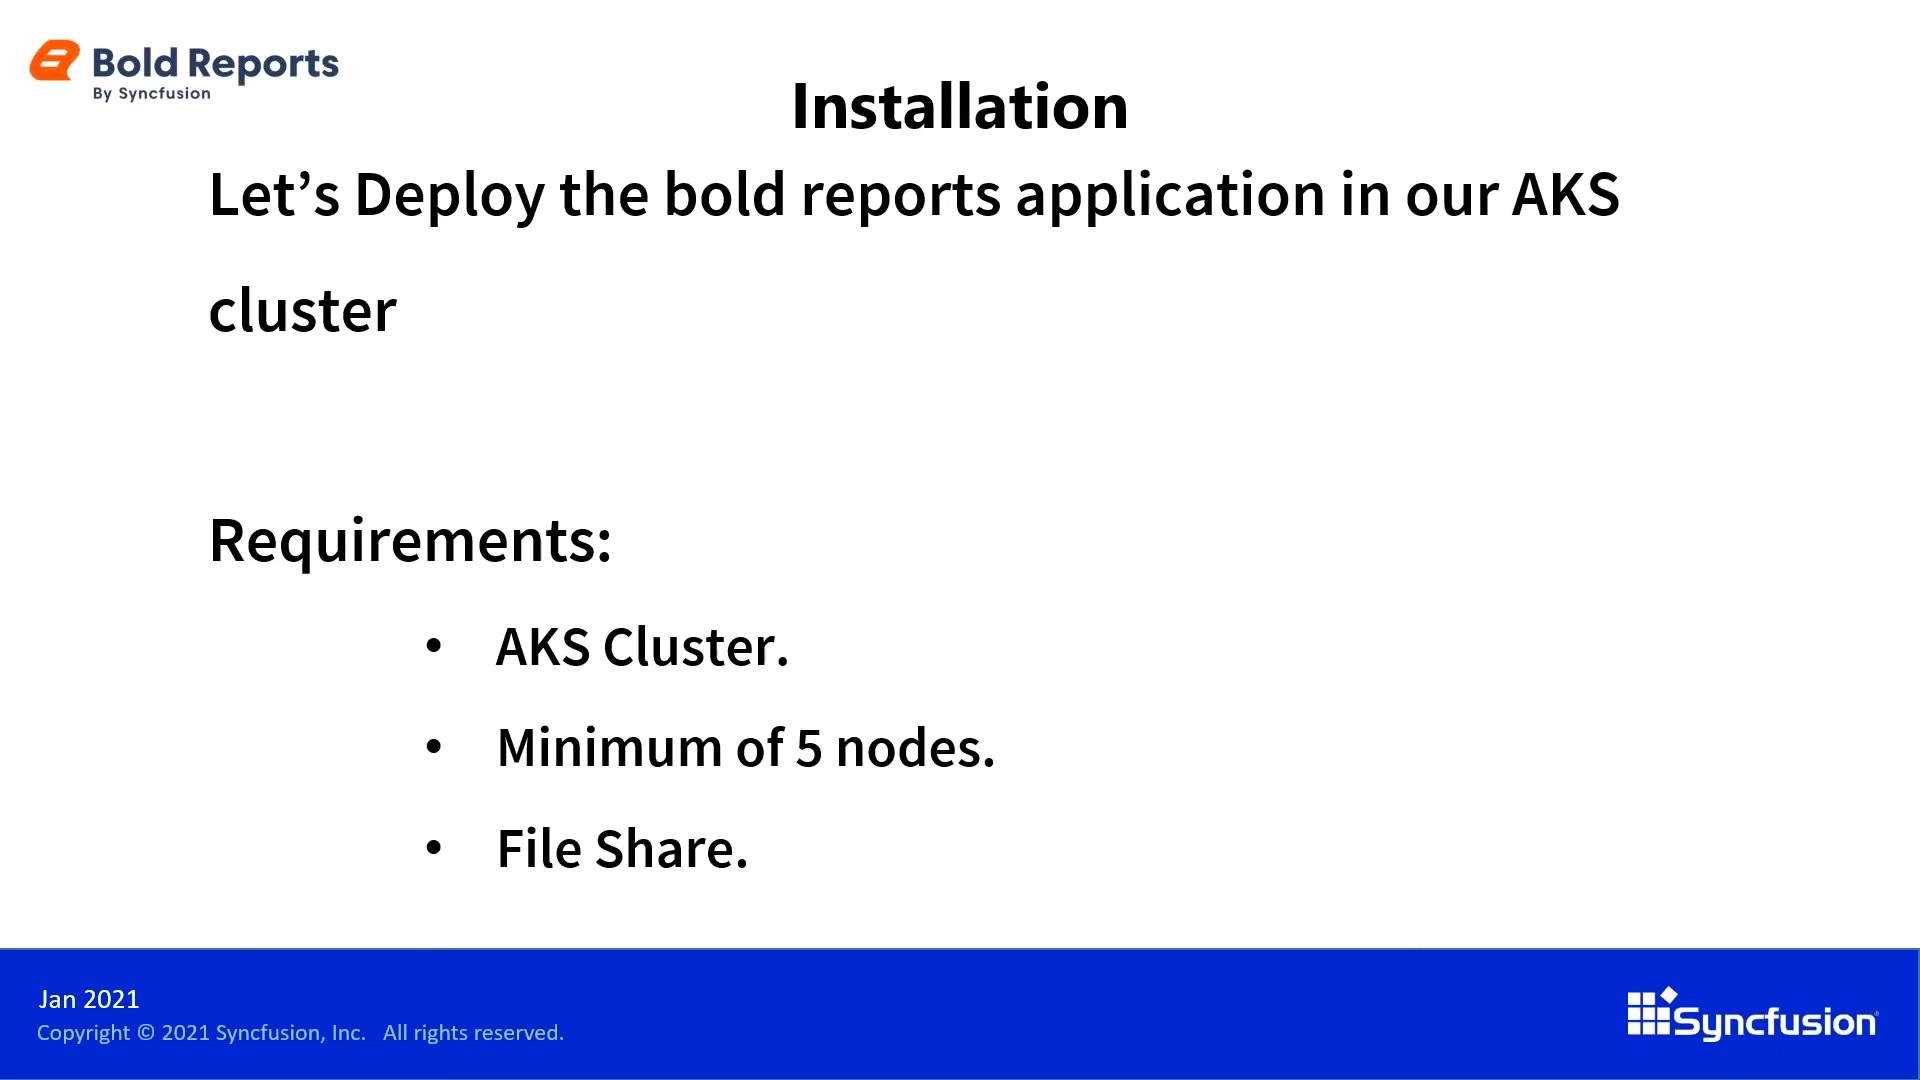 Bold Reports
By Syncfusion
Installation
Let’s Deploy the bold reports application in our AKS
cluster
Requirements:
• AKS Cluster.
• Minimum of 5 nodes.
• File Share.
Jan 2021
Copyright © 2021 Syncfusion, Inc. All rights reserved.
Syncfusion